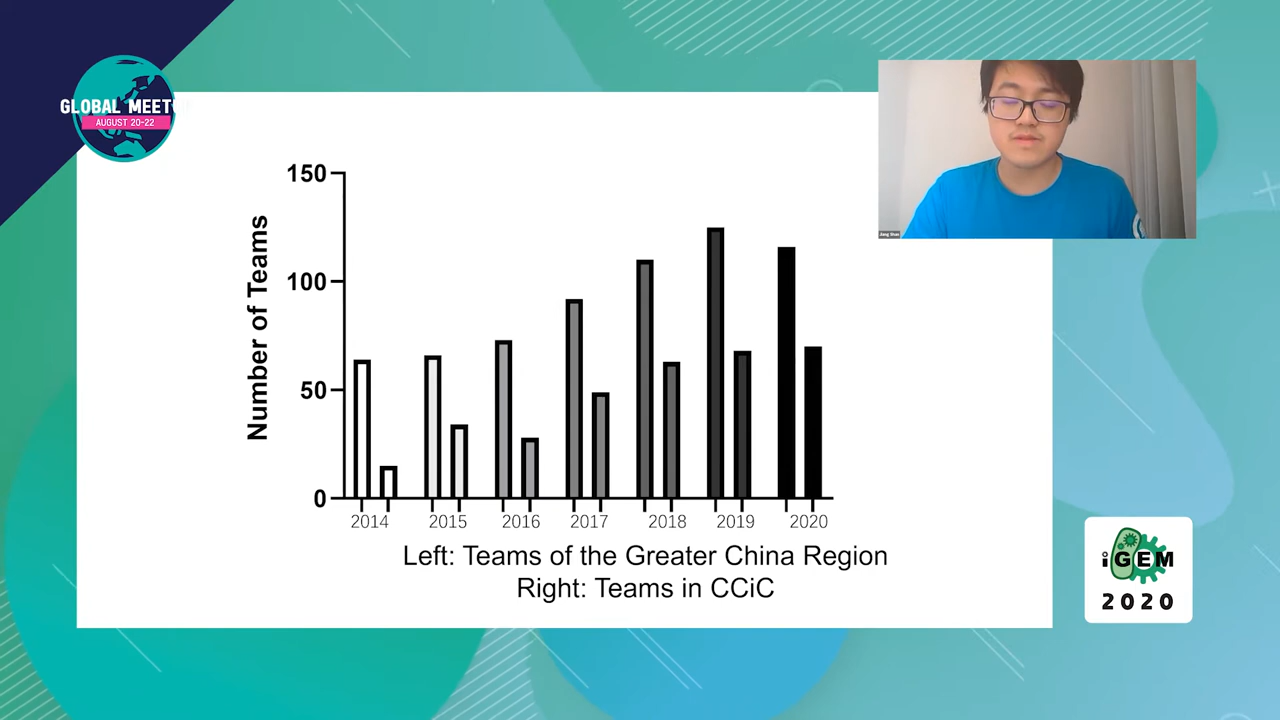 GLOBAL MEETU
AUGUST 20-22
150
100
50
0
Number of Teams
2014
2015
2016
2017
2018
2019
2020
Left: Teams of the Greater China Region
Right: Teams in CCiC
iGEM
2020